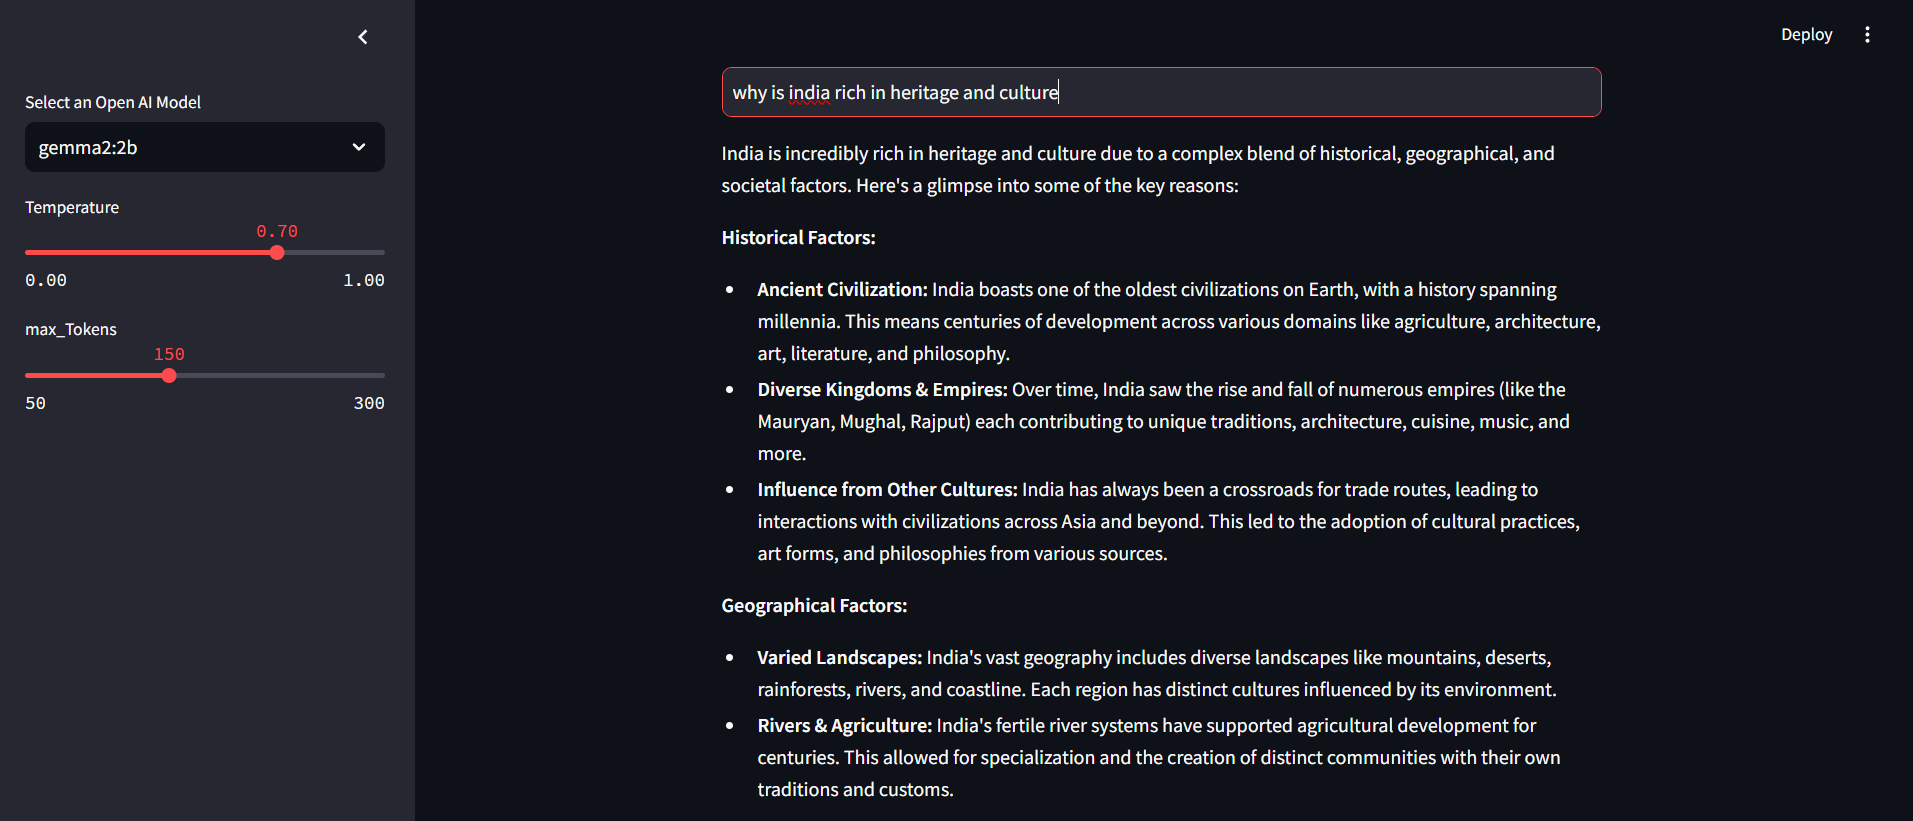 Select an Open AI Model
gemma2:2b
Temperature
0.70
0.00 1.00
max_Tokens
150
50 300
Deploy
why is india rich in heritage and culture
India is incredibly rich in heritage and culture due to a complex blend of historical, geographical, and
societal factors. Here's a glimpse into some of the key reasons:
Historical Factors:
Ancient Civilization: India boasts one of the oldest civilizations on Earth, with a history spanning
millennia. This means centuries of development across various domains like agriculture, architecture,
art, literature, and philosophy.
Diverse Kingdoms & Empires: Over time, India saw the rise and fall of numerous empires (like the
Mauryan, Mughal, Rajput) each contributing to unique traditions, architecture, cuisine, music, and
more.
Influence from Other Cultures: India has always been a crossroads for trade routes, leading to
interactions with civilizations across Asia and beyond. This led to the adoption of cultural practices,
art forms, and philosophies from various sources.
Geographical Factors:
Varied Landscapes: India's vast geography includes diverse landscapes like mountains, deserts,
rainforests, rivers, and coastline. Each region has distinct cultures influenced by its environment.
Rivers & Agriculture: India's fertile river systems have supported agricultural development for
centuries. This allowed for specialization and the creation of distinct communities with their own
traditions and customs.